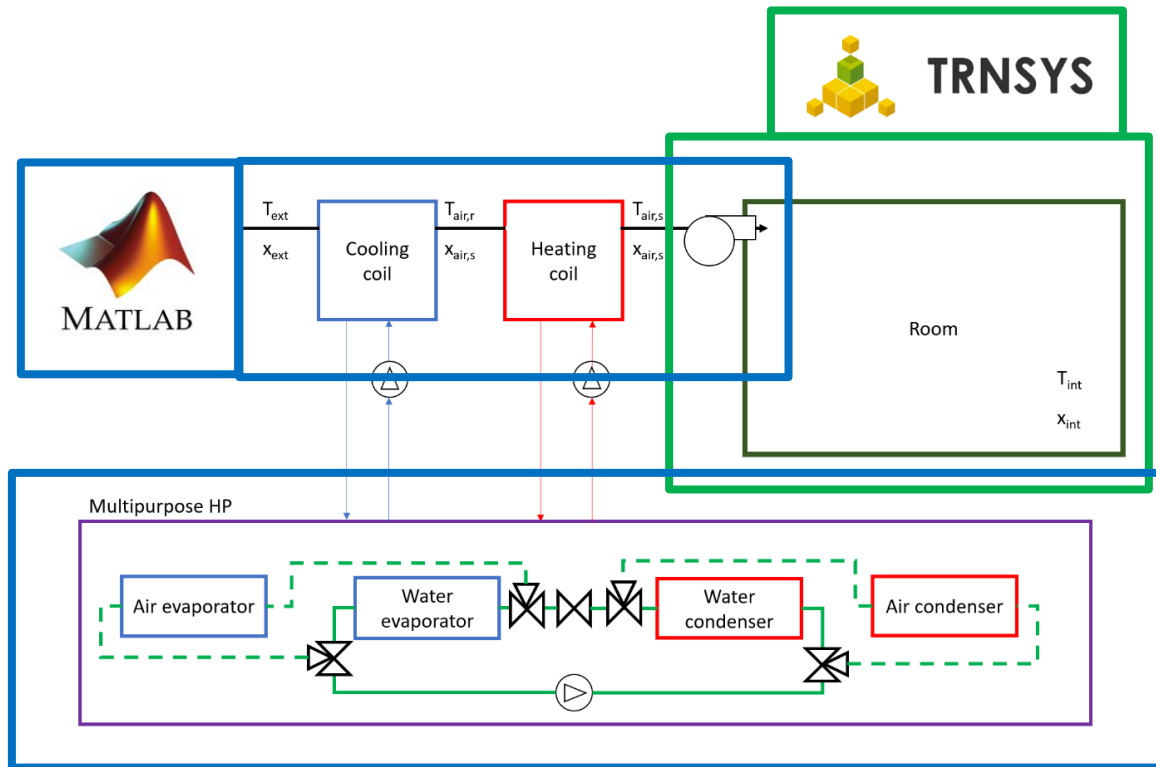 TRNSYS
MATLAB
T_ext
x_ext
Cooling
coil
T_air,r
x_air,s
Heating
coil
T_air,s
x_air,s
Room
T_int
x_int
Multipurpose HP
Air evaporator
Water
evaporator
Water
condenser
Air condenser